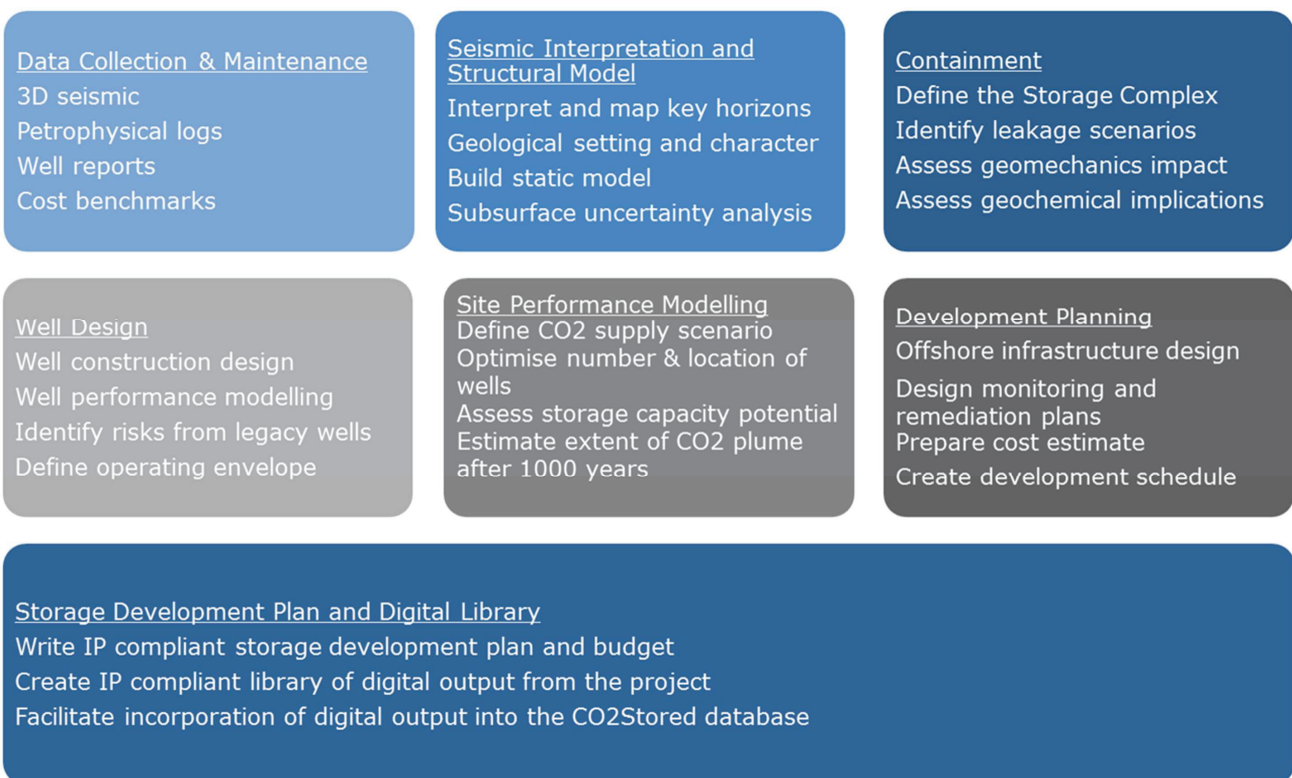 Data Collection & Maintenance
3D seismic
Petrophysical logs
Well reports
Cost benchmarks
Seismic Interpretation and
Structural Model
Interpret and map key horizons
Geological setting and character
Build static model
Subsurface uncertainty analysis
Containment
Define the Storage Complex
Identify leakage scenarios
Assess geomechanics impact
Assess geochemical implications
Well Design
Well construction design
Well performance modelling
Identify risks from legacy wells
Define operating envelope
Site Performance Modelling
Define CO2 supply scenario
Optimise number & location of
wells
Assess storage capacity potential
Estimate extent of CO2 plume
after 1000 years
Development Planning
Offshore infrastructure design
Design monitoring and
remediation plans
Prepare cost estimate
Create development schedule
Storage Development Plan and Digital Library
Write IP compliant storage development plan and budget
Create IP compliant library of digital output from the project
Facilitate incorporation of digital output into the CO2Stored database